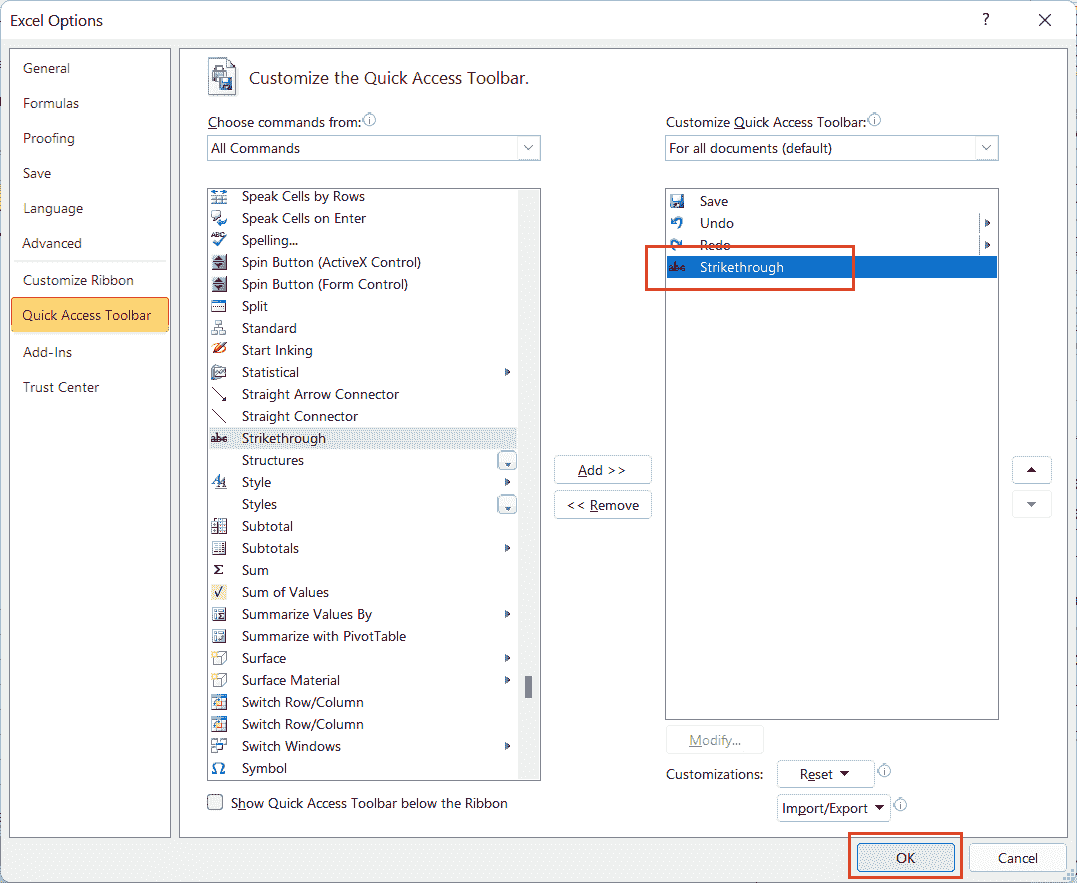 Excel Options
?
General
Formulas
Proofing
Save
Language
Advanced
Customize Ribbon
Quick Access Toolbar
Add-Ins
Trust Center
Customize the Quick Access Toolbar.
Choose commands from:
All Commands
Speak Cells by Rows
Speak Cells on Enter
Spelling...
Spin Button (ActiveX Control)
Spin Button (Form Control)
Split
Standard
Start Inking
Statistical
Straight Arrow Connector
Straight Connector
abc Strikethrough
Structures
Style
Styles
Subtotal
Subtotals
Σ Sum
Sum of Values
Summarize Values By
Summarize with PivotTable
Surface
Surface Material
Switch Row/Column
Switch Row/Column
Switch Windows
Ω Symbol
Show Quick Access Toolbar below the Ribbon
Add >>
<< Remove
Customize Quick Access Toolbar:
For all documents (default)
Save
Undo
Redo
abc Strikethrough
Modify...
Customizations:
Reset
Import/Export
OK
Cancel